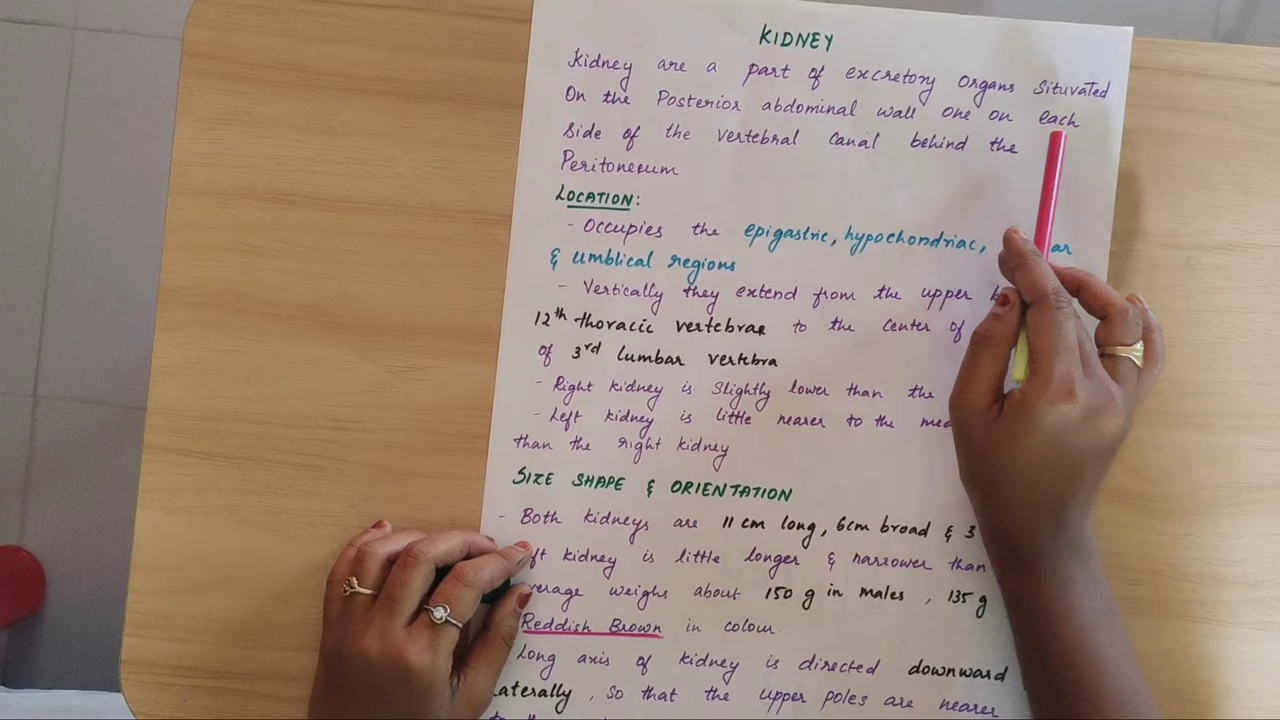 KIDNEY
Kidney are a part of excretory organs Situvated
On the Posterior abdominal wall one on each
Side of the vertebral canal behind the
Peritoneum
LOCATION:
- Occupies the epigastric, hypochondriac,
& umblical regions
- Vertically they extend from the upper
12th thoracic vertebrae to the center of
of 3rd lumbar vertebra
- Right kidney is Slightly lower than the
- Left kidney is little nearer to the
than the right kidney
SIZE SHAPE & ORIENTATION
- Both kidneys are 11 cm long, 6cm broad & 3
kidney is little longer & narrower than
weighs about 150 g in males, 135 g
Reddish Brown in colour.
Long axis of kidney is directed downward
Laterally, so that the upper poles are nearer